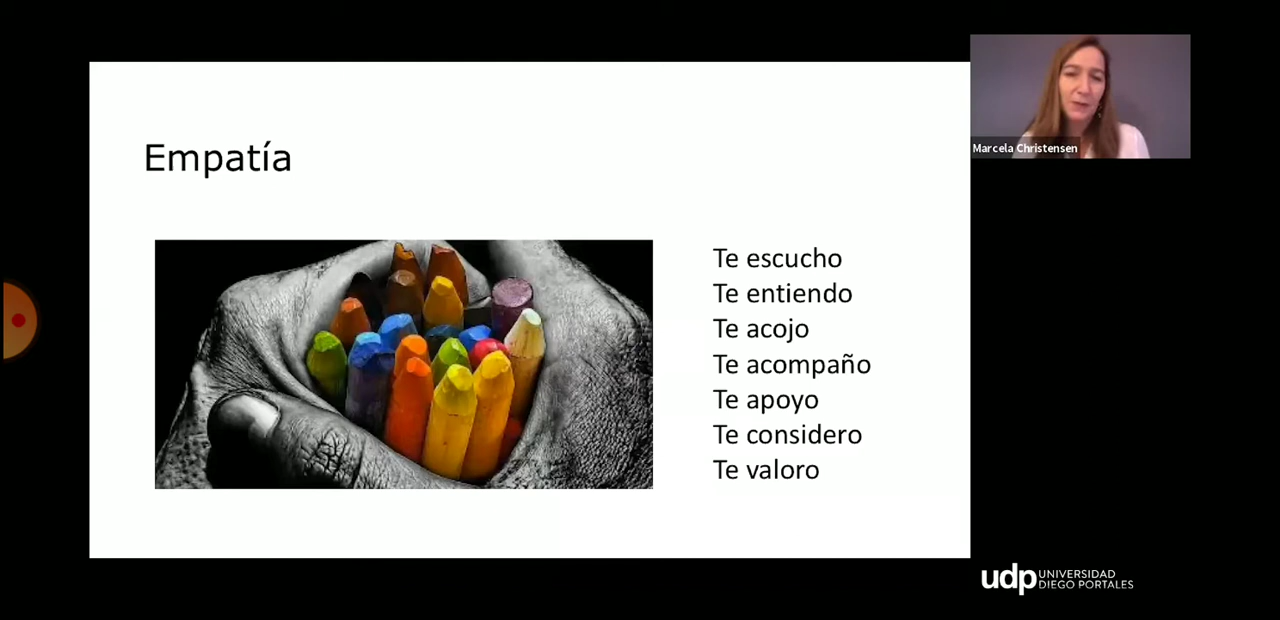 Empatía
Te escucho
Te entiendo
Te acojo
Te acompaño
Te apoyo
Te considero
Te valoro
Marcela Christensen
udp UNIVERSIDAD
DIEGO PORTALES